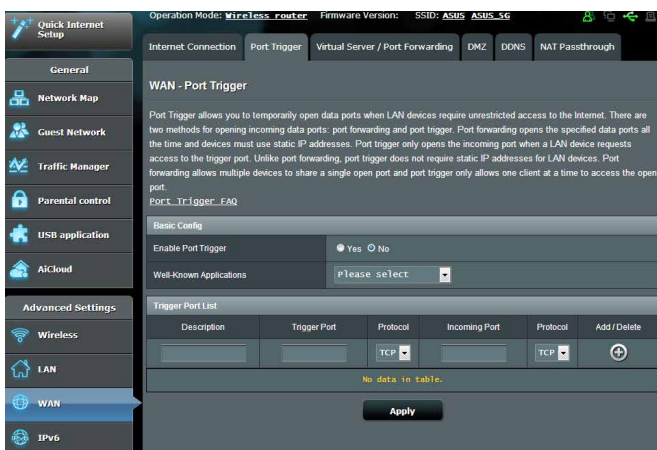 Quick Internet
Setup
Operation Mode: Wireless router Firmware Version: SSID: ASUS ASUS_5G
Internet Connection Port Trigger Virtual Server / Port Forwarding DMZ DDNS NAT Passthrough
General
Network Map
Guest Network
Traffic Manager
Parental control
USB application
AiCloud
Advanced Settings
Wireless
LAN
WAN
IPv6
WAN - Port Trigger
Port Trigger allows you to temporarily open data ports when LAN devices require unrestricted access to the Internet. There are
two methods for opening incoming data ports: port forwarding and port trigger. Port forwarding opens the specified data ports all
the time and devices must use static IP addresses. Port trigger only opens the incoming port when a LAN device requests
access to the trigger port. Unlike port forwarding, port trigger does not require static IP addresses for LAN devices. Port
forwarding allows multiple devices to share a single open port and port trigger only allows one client at a time to access the open
port.
Port Trigger FAQ
Basic Config
Enable Port Trigger Yes No
Well-Known Applications Please select
Trigger Port List
Description Trigger Port Protocol Incoming Port Protocol Add / Delete
TCP TCP
No data in table.
Apply